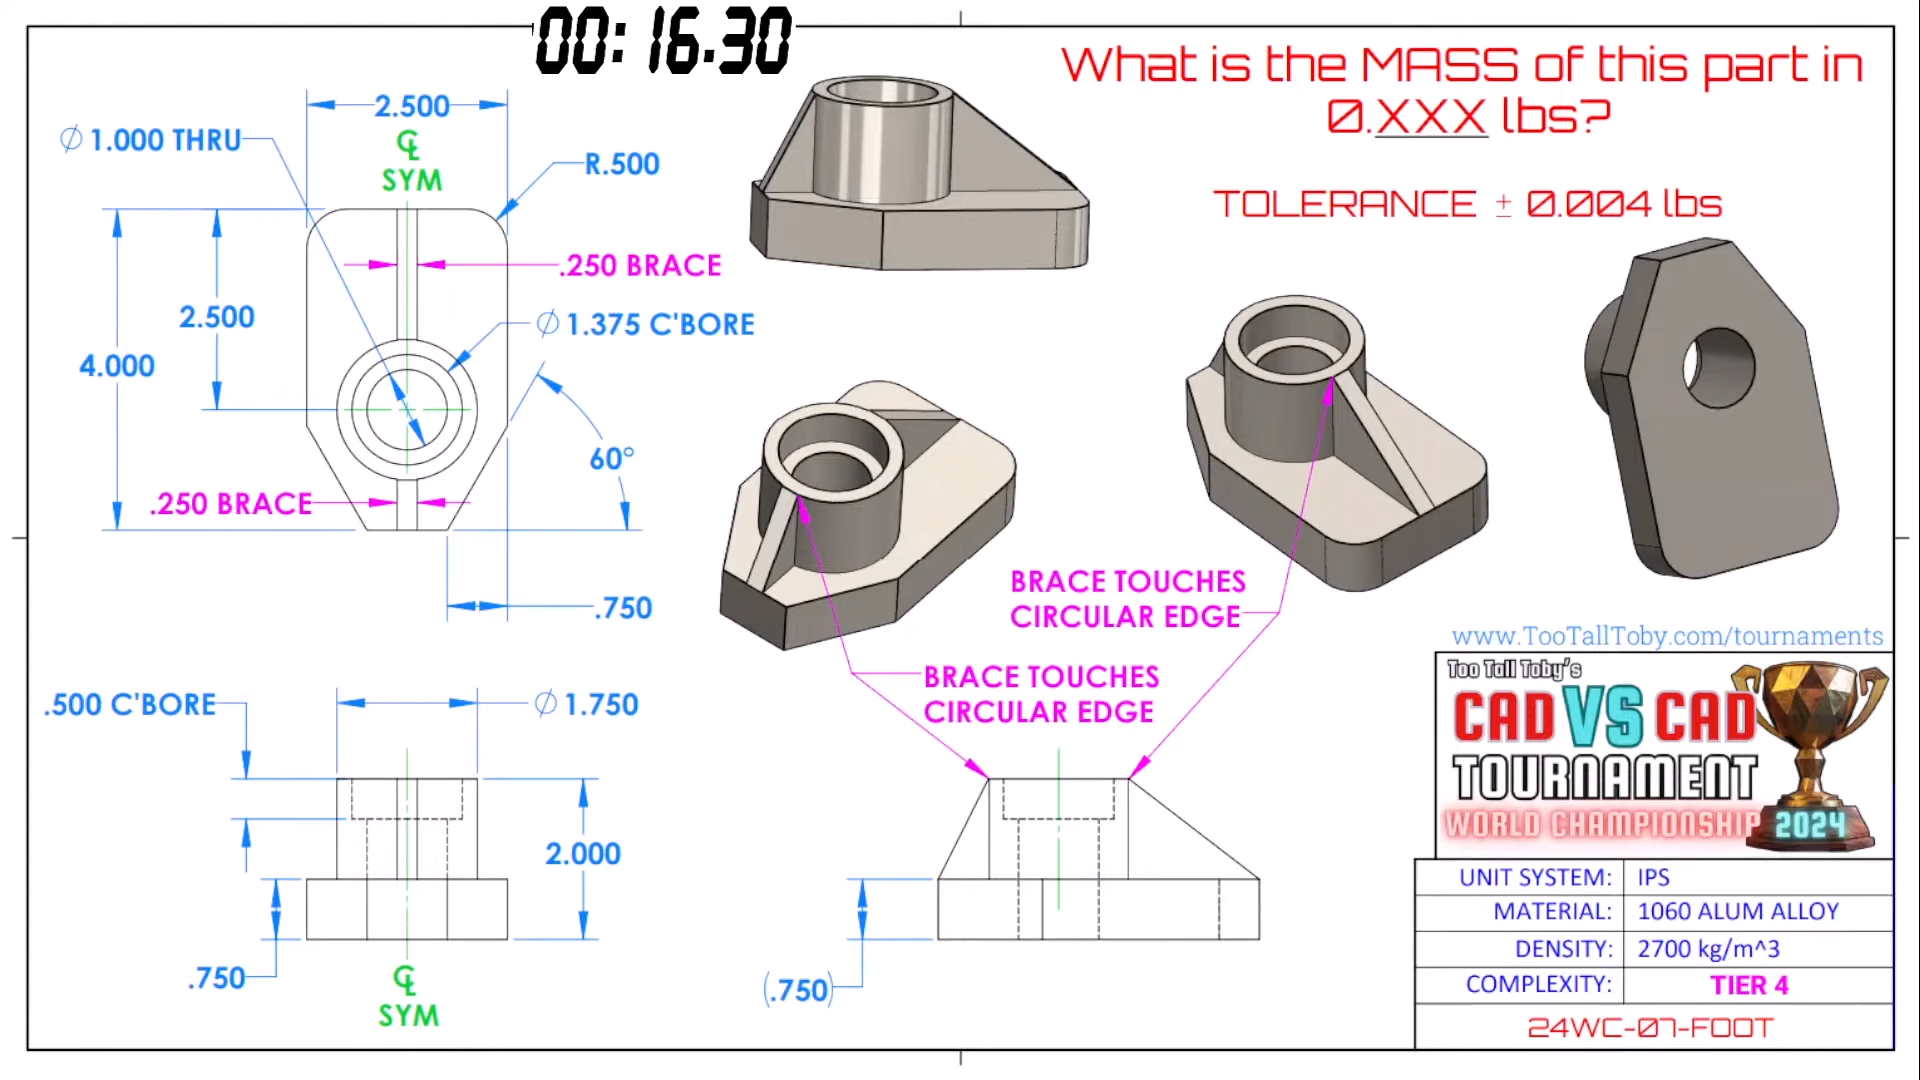 00:16.30
What is the MASS of this part in
0.XXX lbs?
TOLERANCE ± 0.004 lbs
2.500
℄
SYM
∅ 1.000 THRU
R.500
.250 BRACE
2.500
∅ 1.375 C'BORE
4.000
60°
.250 BRACE
.750
BRACE TOUCHES
CIRCULAR EDGE
BRACE TOUCHES
CIRCULAR EDGE
.500 C'BORE
∅ 1.750
2.000
.750
℄
SYM
(.750)
www.TooTallToby.com/tournaments
Too Tall Toby's
CAD VS CAD
TOURNAMENT
WORLD CHAMPIONSHIP 2024
UNIT SYSTEM: IPS
MATERIAL: 1060 ALUM ALLOY
DENSITY: 2700 kg/m^3
COMPLEXITY: TIER 4
24WC-07-FOOT